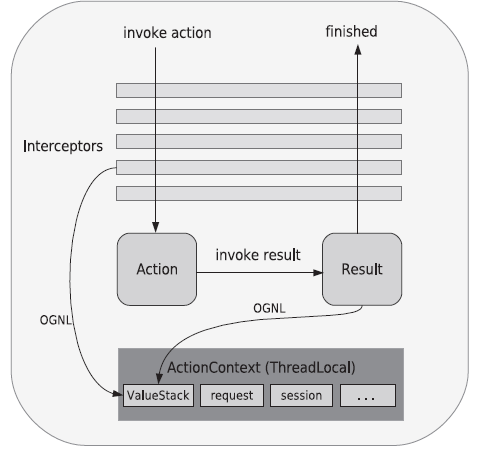 invoke action
finished
Interceptors
invoke result
Action
Result
OGNL
OGNL
ActionContext (ThreadLocal)
ValueStack
request
session
...